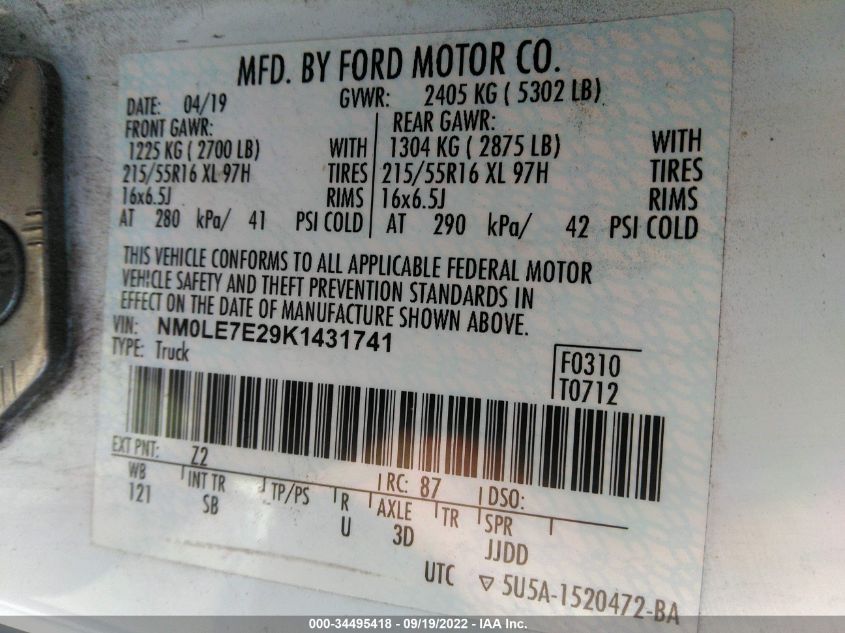 MFD. BY FORD MOTOR CO.
DATE: 04/19 GVWR: 2405 KG ( 5302 LB)
FRONT GAWR: REAR GAWR:
1225 KG ( 2700 LB) WITH 1304 KG ( 2875 LB) WITH
215/55R16 XL 97H TIRES 215/55R16 XL 97H TIRES
16x6.5J RIMS 16x6.5J RIMS
AT 280 kPa/ 41 PSI COLD AT 290 kPa/ 42 PSI COLD
THIS VEHICLE CONFORMS TO ALL APPLICABLE FEDERAL MOTOR
VEHICLE SAFETY AND THEFT PREVENTION STANDARDS IN
EFFECT ON THE DATE OF MANUFACTURE SHOWN ABOVE.
VIN: NM0LE7E29K1431741
TYPE: Truck
F0310
T0712
EXT PNT: Z2 RC: 87 DSO:
WB INT TR TP/PS R AXLE TR SPR
121 SB U 3D JJDD
UTC ▽ 5U5A-1520472-BA
000-34495418 - 09/19/2022 - IAA Inc.